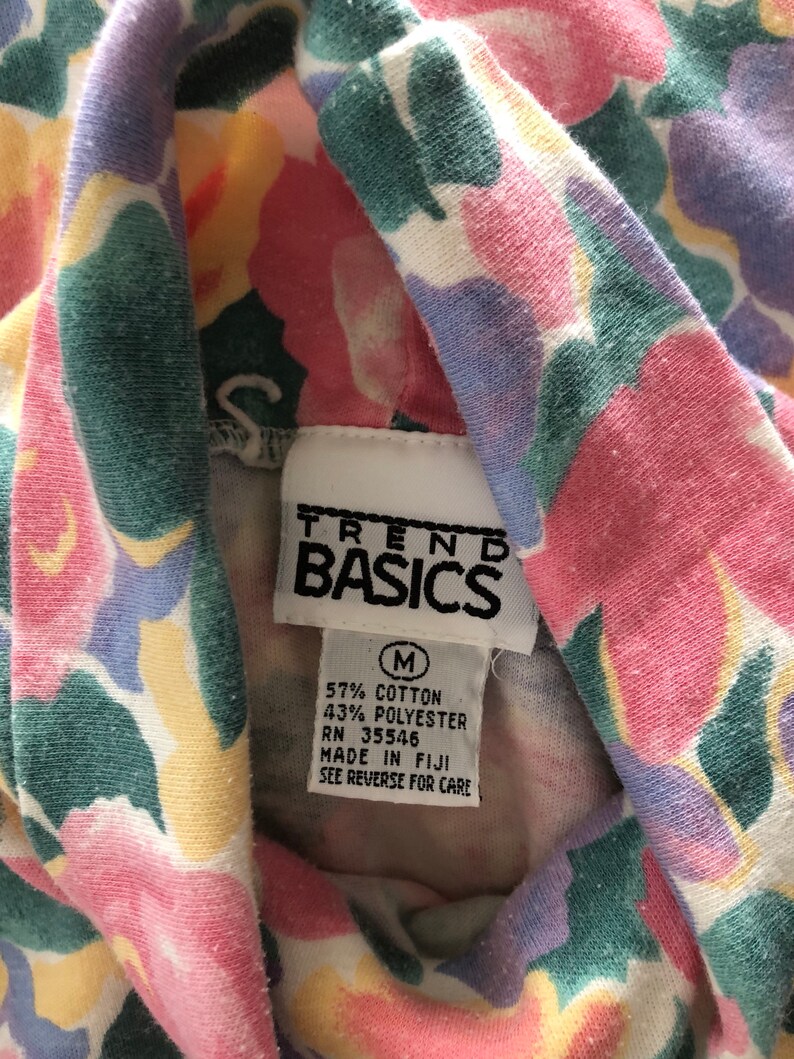 TREND
BASICS
M
57% COTTON
43% POLYESTER
RN 35546
MADE IN FIJI
SEE REVERSE FOR CARE